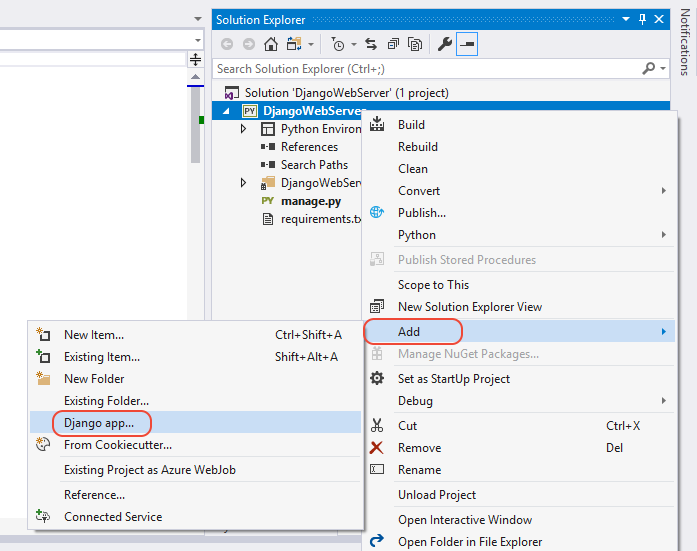 Solution Explorer
Notifications
Search Solution Explorer (Ctrl+;)
Solution 'DjangoWebServer' (1 project)
PY DjangoWebServer
Python Environ
References
Search Paths
DjangoWebSer
PY manage.py
requirements.tx
Build
Rebuild
Clean
Convert
Publish...
Python
Publish Stored Procedures
Scope to This
New Solution Explorer View
Add
Manage NuGet Packages...
Set as StartUp Project
Debug
Cut Ctrl+X
Remove Del
Rename
Unload Project
Open Interactive Window
Open Folder in File Explorer
New Item... Ctrl+Shift+A
Existing Item... Shift+Alt+A
New Folder
Existing Folder...
Django app...
From Cookiecutter...
Existing Project as Azure WebJob
Reference...
Connected Service